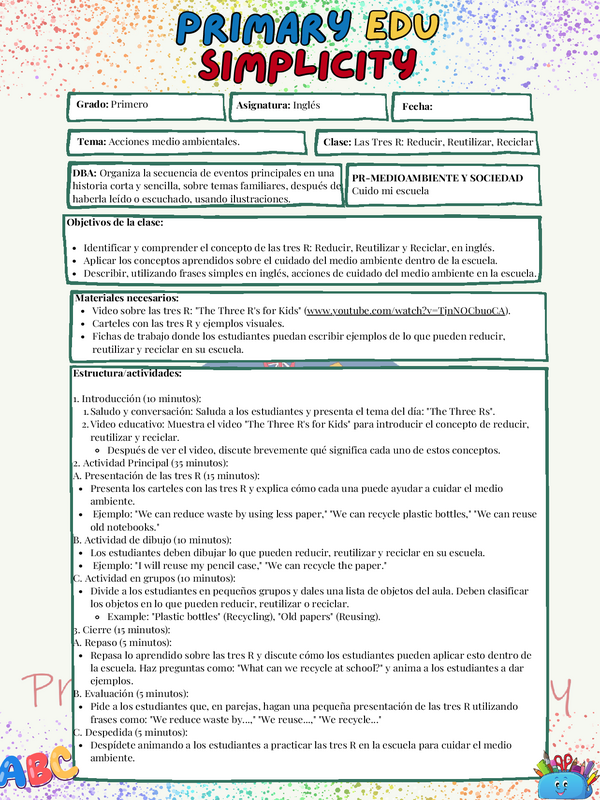 PRIMARY EDU
SIMPLICITY
Grado: Primero
Asignatura: Inglés
Fecha:
Tema: Acciones medio ambientales.
Clase: Las Tres R: Reducir, Reutilizar, Reciclar
DBA: Organiza la secuencia de eventos principales en una
historia corta y sencilla, sobre temas familiares, después de
haberla leído o escuchado, usando ilustraciones.
PR-MEDIOAMBIENTE Y SOCIEDAD
Cuido mi escuela
Objetivos de la clase:
• Identificar y comprender el concepto de las tres R: Reducir, Reutilizar y Reciclar, en inglés.
• Aplicar los conceptos aprendidos sobre el cuidado del medio ambiente dentro de la escuela.
• Describir, utilizando frases simples en inglés, acciones de cuidado del medio ambiente en la escuela.
Materiales necesarios:
• Video sobre las tres R: "The Three R's for Kids" (www.youtube.com/watch?v=TjnNOCbuoCA).
• Carteles con las tres R y ejemplos visuales.
• Fichas de trabajo donde los estudiantes puedan escribir ejemplos de lo que pueden reducir,
reutilizar y reciclar en su escuela.
Estructura/actividades:
1. Introducción (10 minutos):
1. Saludo y conversación: Saluda a los estudiantes y presenta el tema del día: "The Three Rs".
2. Video educativo: Muestra el video "The Three R's for Kids" para introducir el concepto de reducir,
reutilizar y reciclar.
◦ Después de ver el video, discute brevemente qué significa cada uno de estos conceptos.
2. Actividad Principal (35 minutos):
A. Presentación de las tres R (15 minutos):
• Presenta los carteles con las tres R y explica cómo cada una puede ayudar a cuidar el medio
ambiente.
• Ejemplo: "We can reduce waste by using less paper," "We can recycle plastic bottles," "We can reuse
old notebooks."
B. Actividad de dibujo (10 minutos):
• Los estudiantes deben dibujar lo que pueden reducir, reutilizar y reciclar en su escuela.
• Ejemplo: "I will reuse my pencil case," "We can recycle the paper."
C. Actividad en grupos (10 minutos):
• Divide a los estudiantes en pequeños grupos y dales una lista de objetos del aula. Deben clasificar
los objetos en lo que pueden reducir, reutilizar o reciclar.
◦ Example: "Plastic bottles" (Recycling), "Old papers" (Reusing).
3. Cierre (15 minutos):
A. Repaso (5 minutos):
• Repasa lo aprendido sobre las tres R y discute cómo los estudiantes pueden aplicar esto dentro de
la escuela. Haz preguntas como: "What can we recycle at school?" y anima a los estudiantes a dar
ejemplos.
B. Evaluación (5 minutos):
• Pide a los estudiantes que, en parejas, hagan una pequeña presentación de las tres R utilizando
frases como: "We reduce waste by...," "We reuse...," "We recycle..."
C. Despedida (5 minutos):
• Despídete animando a los estudiantes a practicar las tres R en la escuela para cuidar el medio
ambiente.
ABC